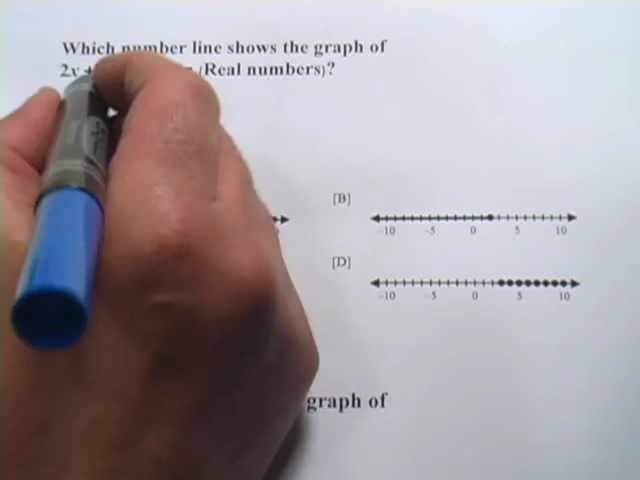 Which number line shows the graph of
2x + (Real numbers)?
[B]
-10 -5 0 5 10
[D]
-10 -5 0 5 10
graph of